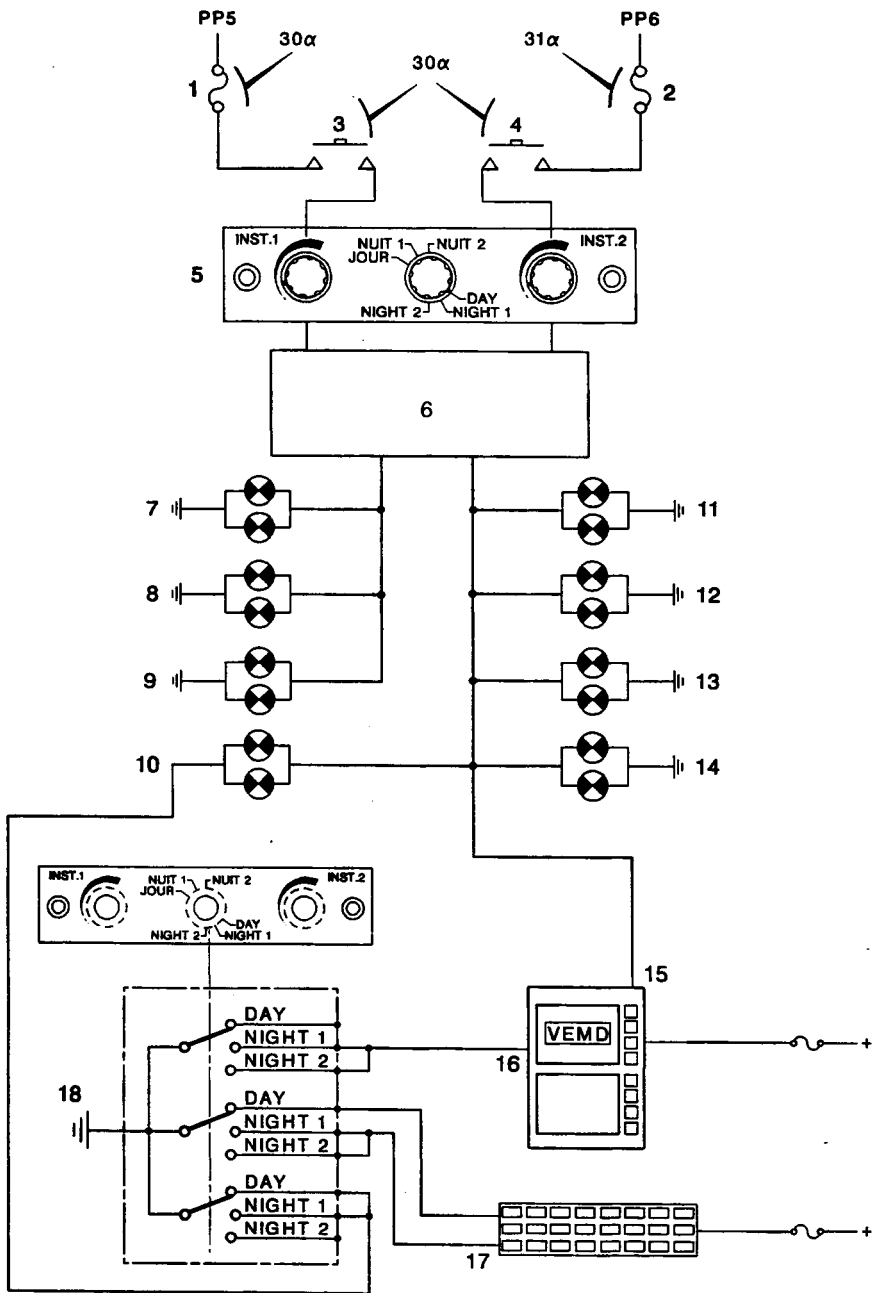 PP5 PP6
30α 30α 31α
1 3 4 2
INST.1 NUIT 1 NUIT 2 INST.2
JOUR
5
DAY
NIGHT 2 NIGHT 1
6
7 11
8 12
9 13
10 14
INST.1 NUIT 1 NUIT 2 INST.2
JOUR
DAY
NIGHT 2 NIGHT 1
15
DAY
NIGHT 1 VEMD +
NIGHT 2 16
18
DAY
NIGHT 1
NIGHT 2
DAY
NIGHT 1 +
NIGHT 2 17